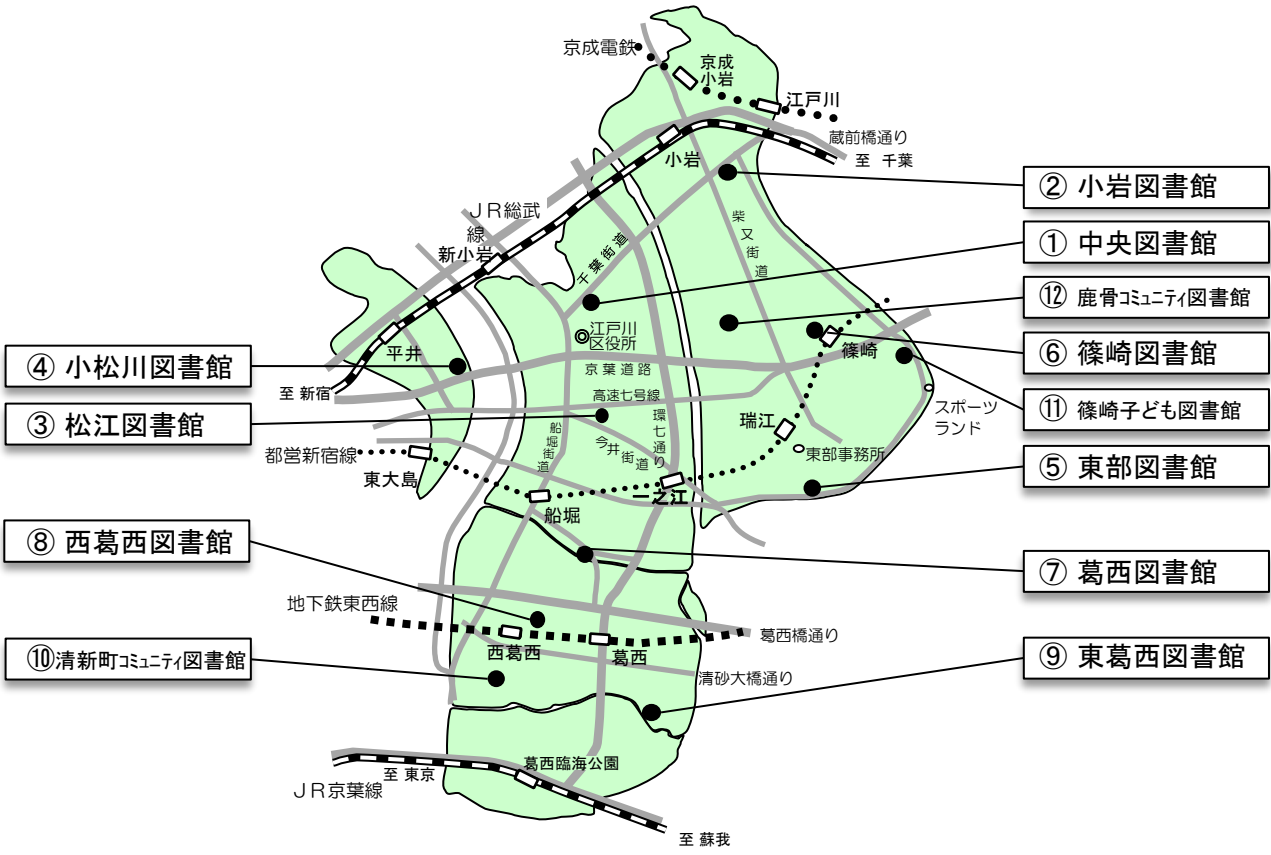 京成電鉄
京成
小岩
江戸川
蔵前橋通り
至 千葉
小岩
② 小岩図書館
ＪＲ総武
線
新小岩
千葉街道
柴又街道
① 中央図書館
⑫ 鹿骨コミュニティ図書館
江戸川
区役所
平井
篠崎
⑥ 篠崎図書館
④ 小松川図書館
京葉道路
至 新宿
高速七号線
スポーツ
ランド
⑪ 篠崎子ども図書館
③ 松江図書館
船堀街道
今井街道
環七通り
瑞江
都営新宿線
東大島
東部事務所
⑤ 東部図書館
一之江
船堀
⑧ 西葛西図書館
⑦ 葛西図書館
地下鉄東西線
葛西橋通り
西葛西
葛西
⑩清新町コミュニティ図書館
清砂大橋通り
⑨ 東葛西図書館
葛西臨海公園
至 東京
ＪＲ京葉線
至 蘇我